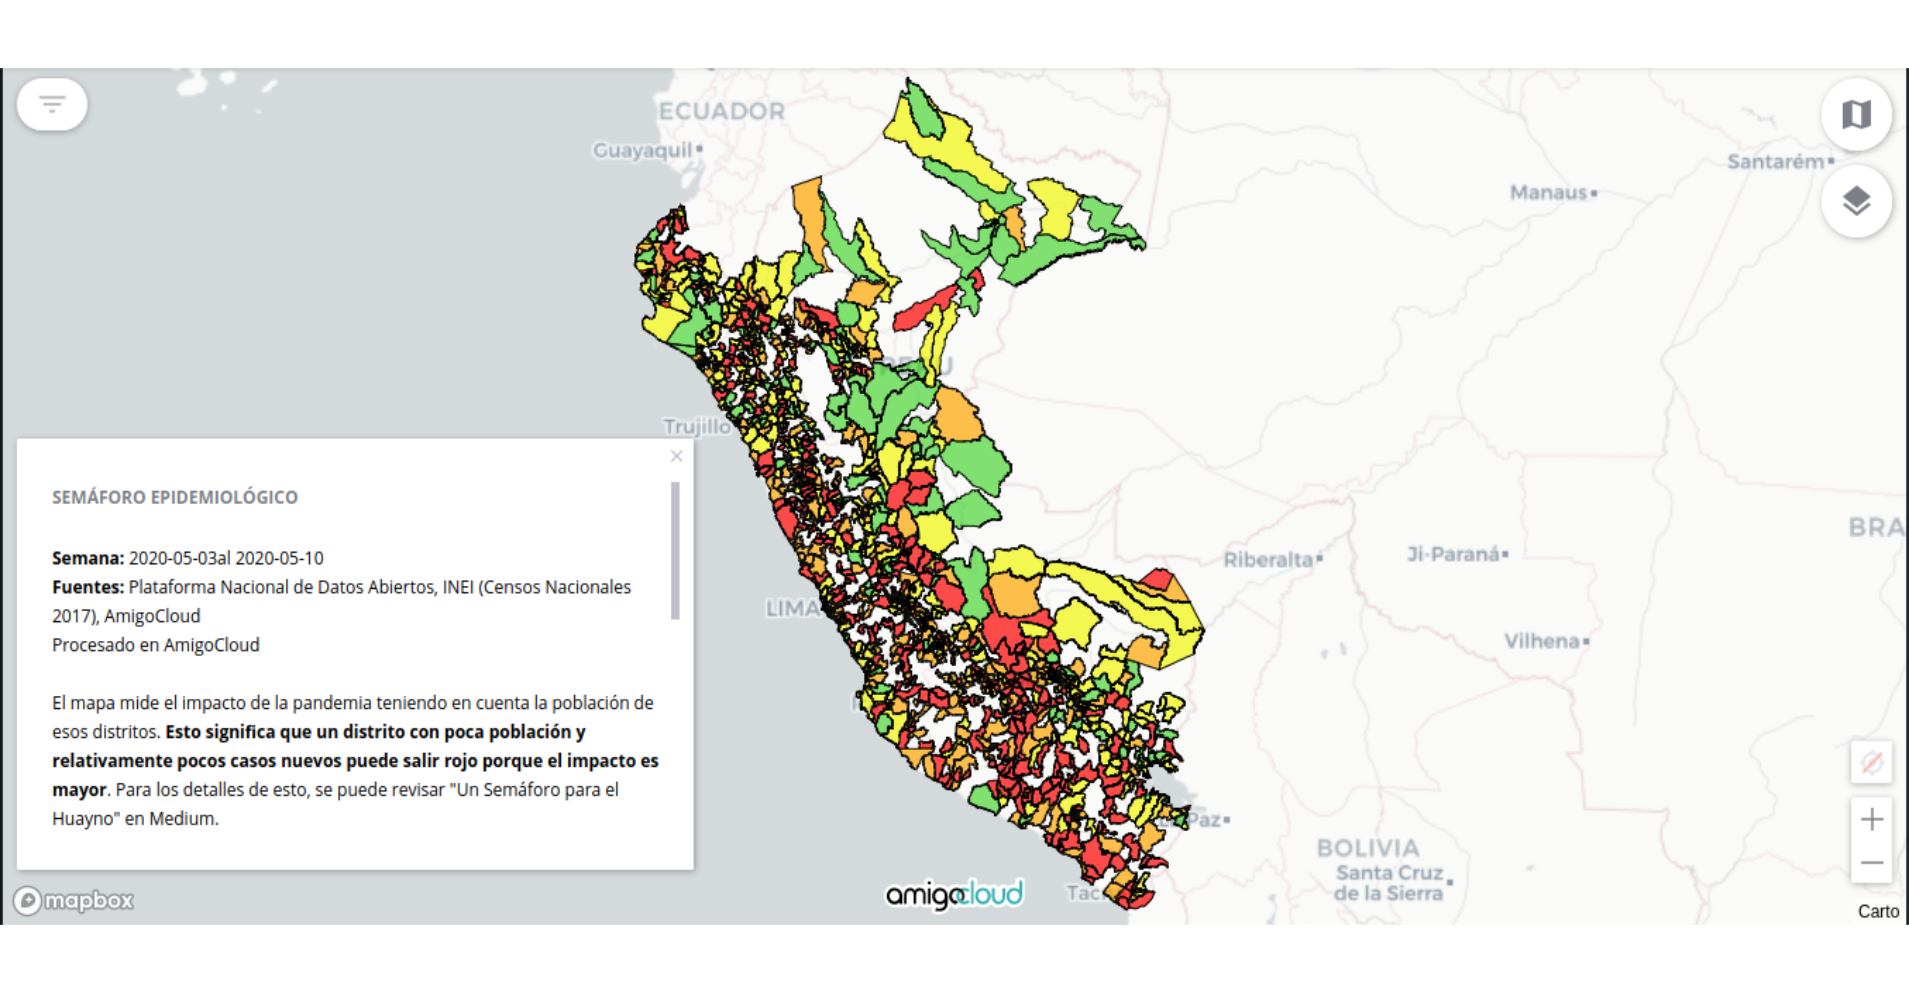 ECUADOR
Guayaquil
Santarém
Manaus
Trujillo
SEMÁFORO EPIDEMIOLÓGICO
Semana: 2020-05-03al 2020-05-10
Fuentes: Plataforma Nacional de Datos Abiertos, INEI (Censos Nacionales
2017), AmigoCloud
Procesado en AmigoCloud
El mapa mide el impacto de la pandemia teniendo en cuenta la población de
esos distritos. Esto significa que un distrito con poca población y
relativamente pocos casos nuevos puede salir rojo porque el impacto es
mayor. Para los detalles de esto, se puede revisar "Un Semáforo para el
Huayno" en Medium.
LIMA
BRA
Riberalta
Ji-Paraná
Vilhena
Paz
BOLIVIA
Santa Cruz
de la Sierra
mapbox
amigocloud
Carto